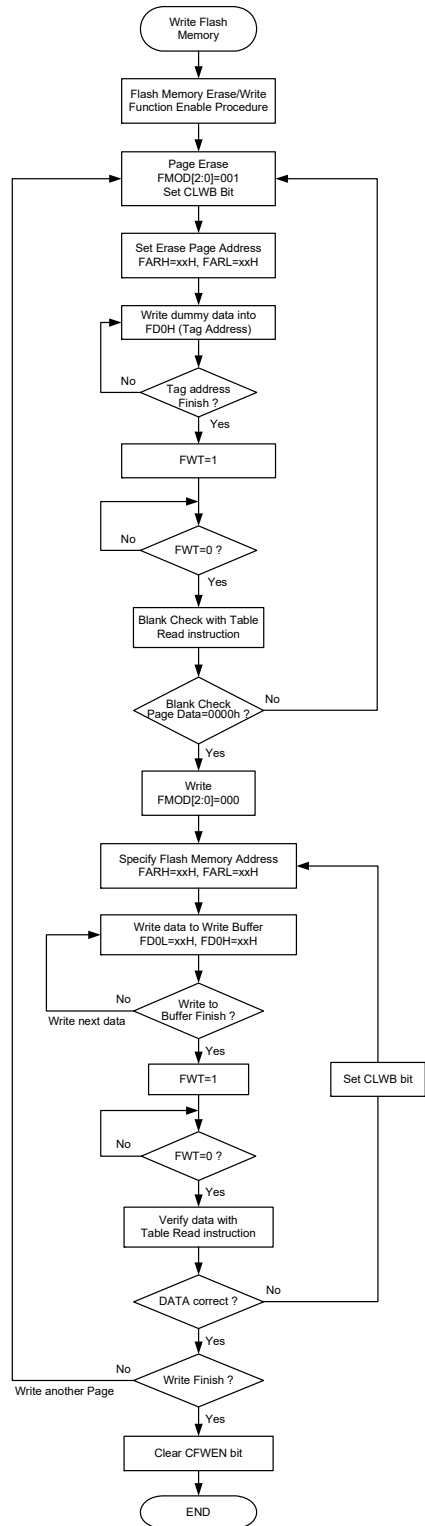 Write Flash
Memory
Flash Memory Erase/Write
Function Enable Procedure
Page Erase
FMOD[2:0]=001
Set CLWB Bit
Set Erase Page Address
FARH=xxH, FARL=xxH
Write dummy data into
FD0H (Tag Address)
No
Tag address
Finish ?
Yes
FWT=1
No
FWT=0 ?
Yes
Blank Check with Table
Read instruction
Blank Check
Page Data=0000h ?
No
Yes
Write
FMOD[2:0]=000
Specify Flash Memory Address
FARH=xxH, FARL=xxH
Write data to Write Buffer
FD0L=xxH, FD0H=xxH
No
Write next data
Write to
Buffer Finish ?
Yes
FWT=1
Set CLWB bit
No
FWT=0 ?
Yes
Verify data with
Table Read instruction
DATA correct ?
No
Yes
No
Write another Page
Write Finish ?
Yes
Clear CFWEN bit
END